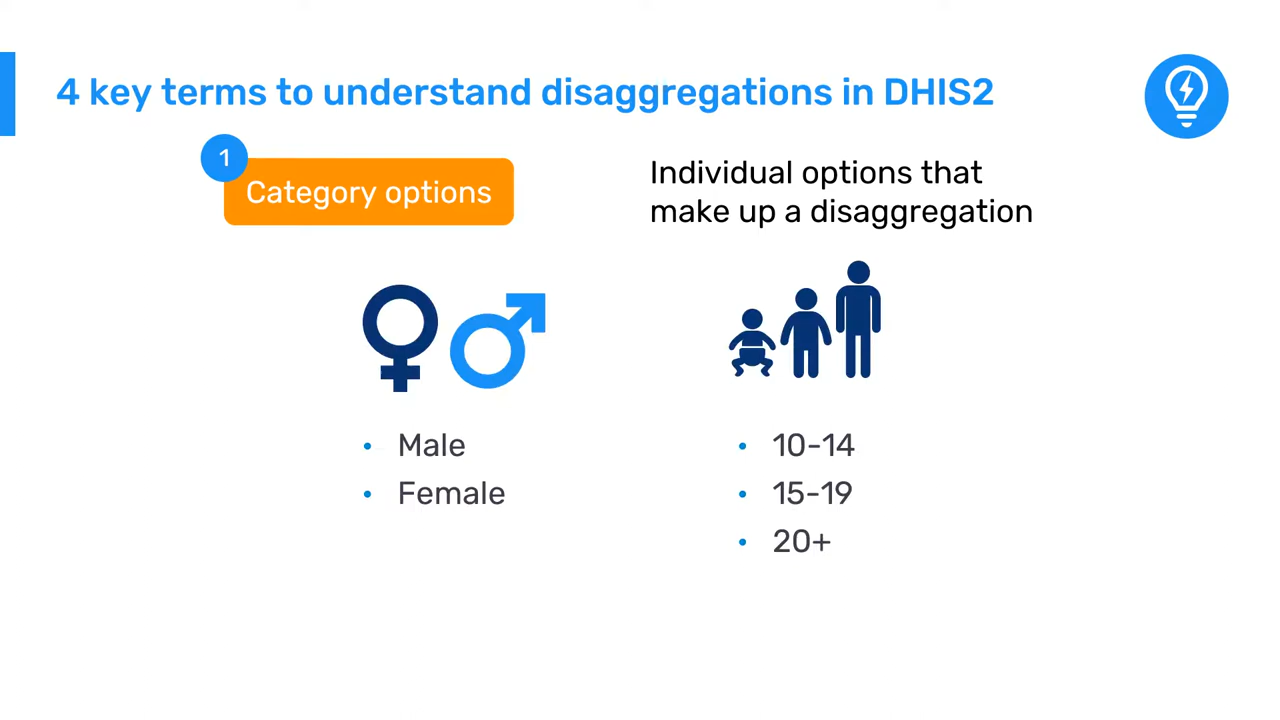 4 key terms to understand disaggregations in DHIS2
1
Category options
Individual options that
make up a disaggregation
• Male
• Female
• 10-14
• 15-19
• 20+